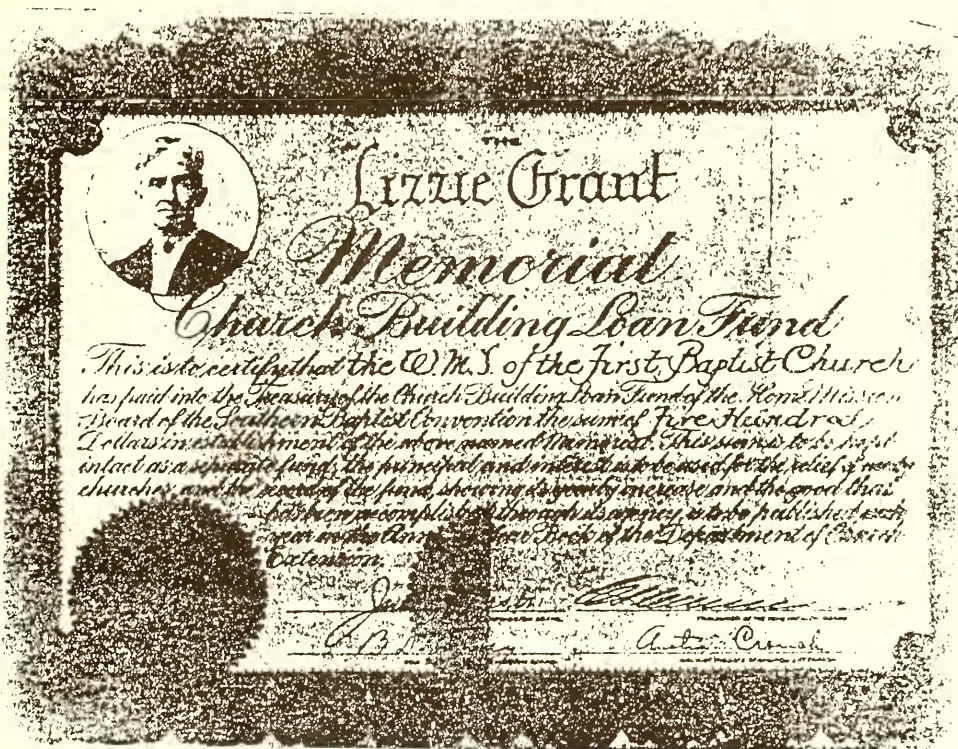 THE
Lizzie Grant
Memorial
Church Building Loan Fund
This is to certify that the W.M.S. of the First Baptist Church
has paid into the Treasury of the Church Building Loan Fund of the Home Mission
Board of the Southern Baptist Convention the sum of Five Hundred
Dollars in establishment of the above named Memorial. This sum is to be kept
intact as a separate fund, the principal and interest is to be used for the relief of needy
churches and the record of the fund, showing its yearly increase and the good that
has been accomplished through its agency is to be published each
year in the Year Book of the Department of
Extension.
B
Crouch